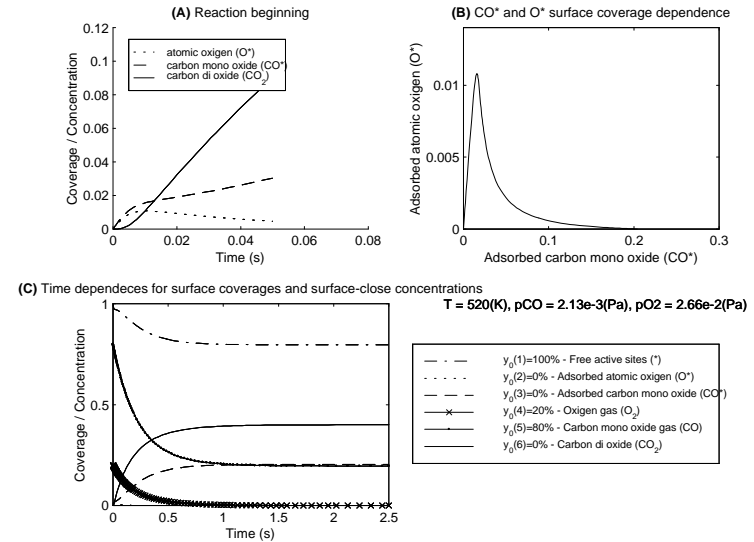 (A) Reaction beginning
0.12
0.1
0.08
0.06
0.04
0.02
0
Coverage / Concentration
atomic oxigen (O*)
carbon mono oxide (CO*)
carbon di oxide (CO2)
0 0.02 0.04 0.06 0.08
Time (s)
(B) CO* and O* surface coverage dependence
Adsorbed atomic oxigen (O*)
0.01
0.005
0
0 0.1 0.2 0.3
Adsorbed carbon mono oxide (CO*)
(C) Time dependeces for surface coverages and surface-close concentrations
T = 520(K), pCO = 2.13e-3(Pa), pO2 = 2.66e-2(Pa)
Coverage / Concentration
1
0.5
0
0 0.5 1 1.5 2 2.5
Time (s)
y0(1)=100% - Free active sites (*)
y0(2)=0% - Adsorbed atomic oxigen (O*)
y0(3)=0% - Adsorbed carbon mono oxide (CO*)
y0(4)=20% - Oxigen gas (O2)
y0(5)=80% - Carbon mono oxide gas (CO)
y0(6)=0% - Carbon di oxide (CO2)